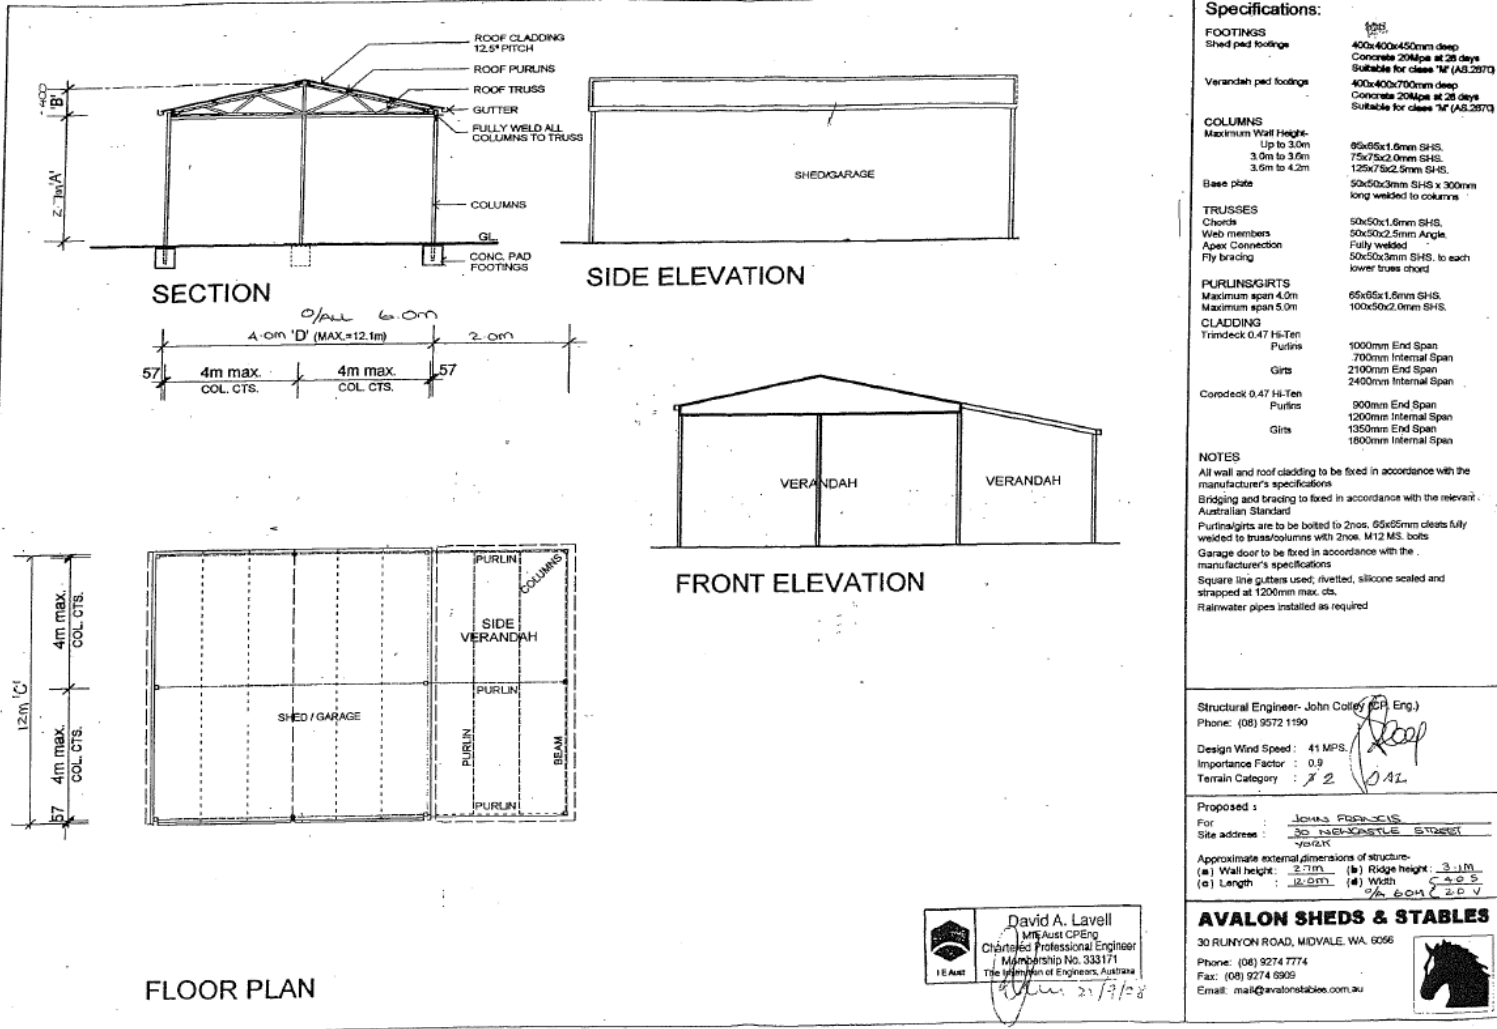 ROOF CLADDING
12.5° PITCH
ROOF PURLINS
ROOF TRUSS
GUTTER
FULLY WELD ALL
COLUMNS TO TRUSS
COLUMNS
GL
CONC. PAD
FOOTINGS
400
'B'
2.7m 'A'
SECTION
SHED/GARAGE
SIDE ELEVATION
O/ALL 6.0m
4.0m 'D' (MAX.=12.1m)
2.0m
57
4m max.
COL. CTS.
4m max.
COL. CTS.
57
VERANDAH
VERANDAH
FRONT ELEVATION
12m 'C'
4m max.
COL. CTS.
4m max.
COL. CTS.
57
PURLIN
COLUMNS
SIDE
VERANDAH
PURLIN
SHED / GARAGE
PURLIN
BEAM
PURLIN
FLOOR PLAN
David A. Lavell
MIEAust CPEng
Chartered Professional Engineer
Membership No. 333171
The Institution of Engineers, Australia
I E Aust
Specifications:
FOOTINGS
Shed pad footings 400x400x450mm deep
Concrete 20Mpa at 28 days
Suitable for class 'M' (AS.2870)
Verandah pad footings 400x400x700mm deep
Concrete 20Mpa at 28 days
Suitable for class 'M' (AS.2870)
COLUMNS
Maximum Wall Height-
Up to 3.0m 65x65x1.6mm SHS.
3.0m to 3.6m 75x75x2.0mm SHS.
3.6m to 4.2m 125x75x2.5mm SHS.
Base plate 50x50x3mm SHS x 300mm
long welded to columns
TRUSSES
Chords 50x50x1.6mm SHS.
Web members 50x50x2.5mm Angle.
Apex Connection Fully welded
Fly bracing 50x50x3mm SHS. to each
lower truss chord
PURLINS/GIRTS
Maximum span 4.0m 65x65x1.6mm SHS.
Maximum span 5.0m 100x50x2.0mm SHS.
CLADDING
Trimdeck 0.47 Hi-Ten
Purlins 1000mm End Span
700mm Internal Span
Girts 2100mm End Span
2400mm Internal Span
Corodeck 0.47 Hi-Ten
Purlins 900mm End Span
1200mm Internal Span
Girts 1350mm End Span
1800mm Internal Span
NOTES
All wall and roof cladding to be fixed in accordance with the
manufacturer's specifications
Bridging and bracing to fixed in accordance with the relevant
Australian Standard
Purlins/girts are to be bolted to 2nos. 65x65mm cleats fully
welded to truss/columns with 2nos. M12 MS. bolts
Garage door to be fixed in accordance with the
manufacturer's specifications
Square line gutters used; rivetted, silicone sealed and
strapped at 1200mm max. cts.
Rainwater pipes installed as required
Structural Engineer- John Colley (CP. Eng.)
Phone: (08) 9572 1190
Design Wind Speed : 41 MPS.
Importance Factor : 0.9
Terrain Category : 2 DAL
Proposed :
For : JOHN FRANCIS
Site address : 30 NEWCASTLE STREET
YORK
Approximate external dimensions of structure-
(a) Wall height: 2.7m (b) Ridge height: 3.1M
(c) Length : 12.0m (d) Width 4.0 S
O/A 6.0M 2.0 V
AVALON SHEDS & STABLES
30 RUNYON ROAD, MIDVALE. WA. 6056
Phone: (08) 9274 7774
Fax: (08) 9274 6909
Email: mail@avalonstables.com.au